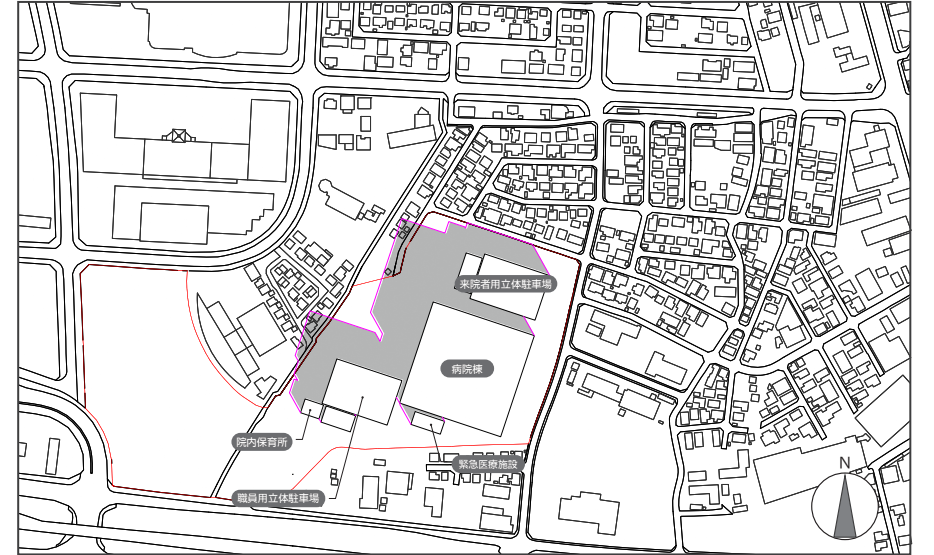 来院者用立体駐車場
病院棟
院内保育所
緊急医療施設
職員用立体駐車場
N